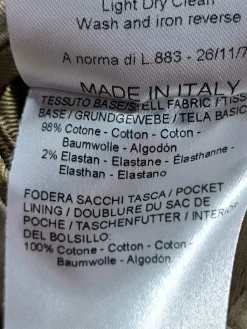 Light Dry Clean
Wash and iron reverse
A norma di L.883 - 26/11/7
MADE IN ITALY
TESSUTO BASE/SHELL FABRIC/TISS
BASE/GRUNDGEWEBE/TELA BASIC
98% Cotone - Cotton - Coton -
Baumwolle - Algodón
2% Elastan - Elastane - Élasthanne -
Elasthan - Elastano
FODERA SACCHI TASCA / POCKET
LINING / DOUBLURE DU SAC DE
POCHE / TASCHENFUTTER / INTERIOR
DEL BOLSILLO:
100% Cotone - Cotton - Coton -
Baumwolle - Algodón